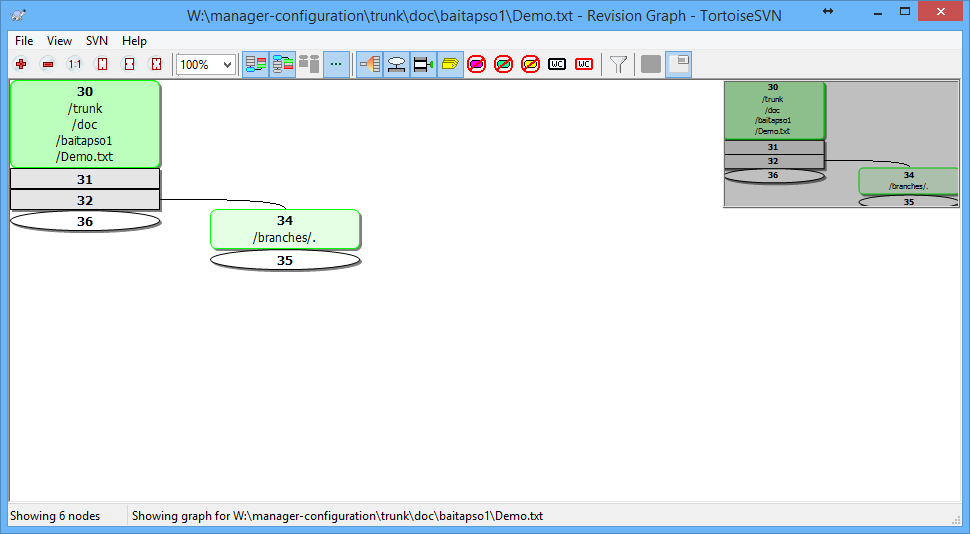 W:\manager-configuration\trunk\doc\baitapso1\Demo.txt - Revision Graph - TortoiseSVN
File View SVN Help
1:1 100% WC WC
30
/trunk
/doc
/baitapso1
/Demo.txt
31
32
36
34
/branches/.
35
30
/trunk
/doc
/baitapso1
/Demo.txt
31
32
36
34
/branches/.
35
Showing 6 nodes
Showing graph for W:\manager-configuration\trunk\doc\baitapso1\Demo.txt